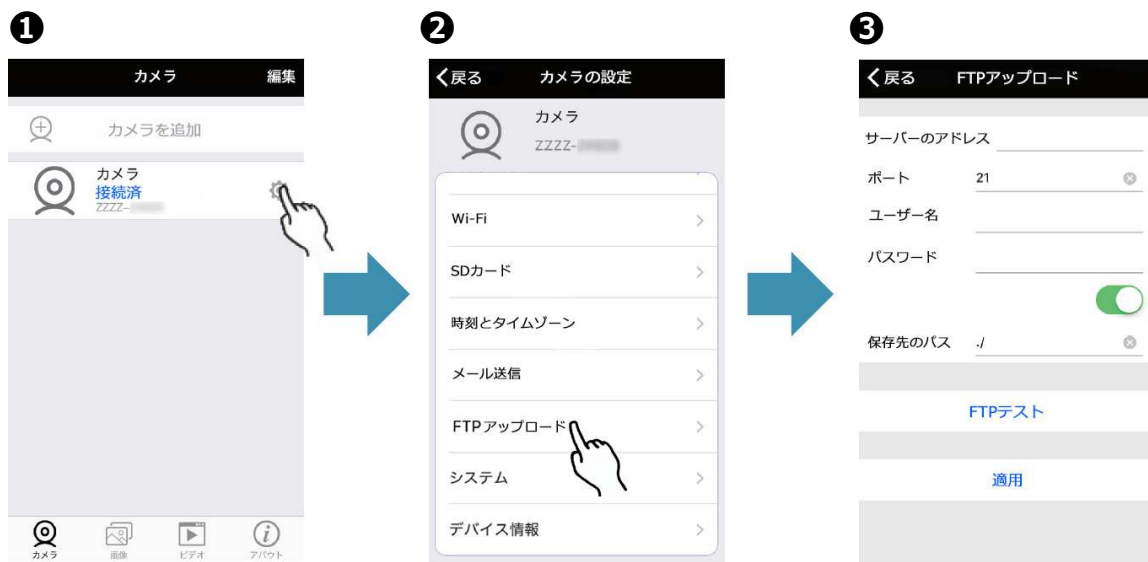 ❶
カメラ 編集
カメラを追加
カメラ
接続済
ZZZZ-
カメラ 画像 ビデオ アバウト
❷
戻る カメラの設定
カメラ
ZZZZ-
Wi-Fi
SDカード
時刻とタイムゾーン
メール送信
FTPアップロード
システム
デバイス情報
❸
戻る FTPアップロード
サーバーのアドレス
ポート 21
ユーザー名
パスワード
保存先のパス ./
FTPテスト
適用